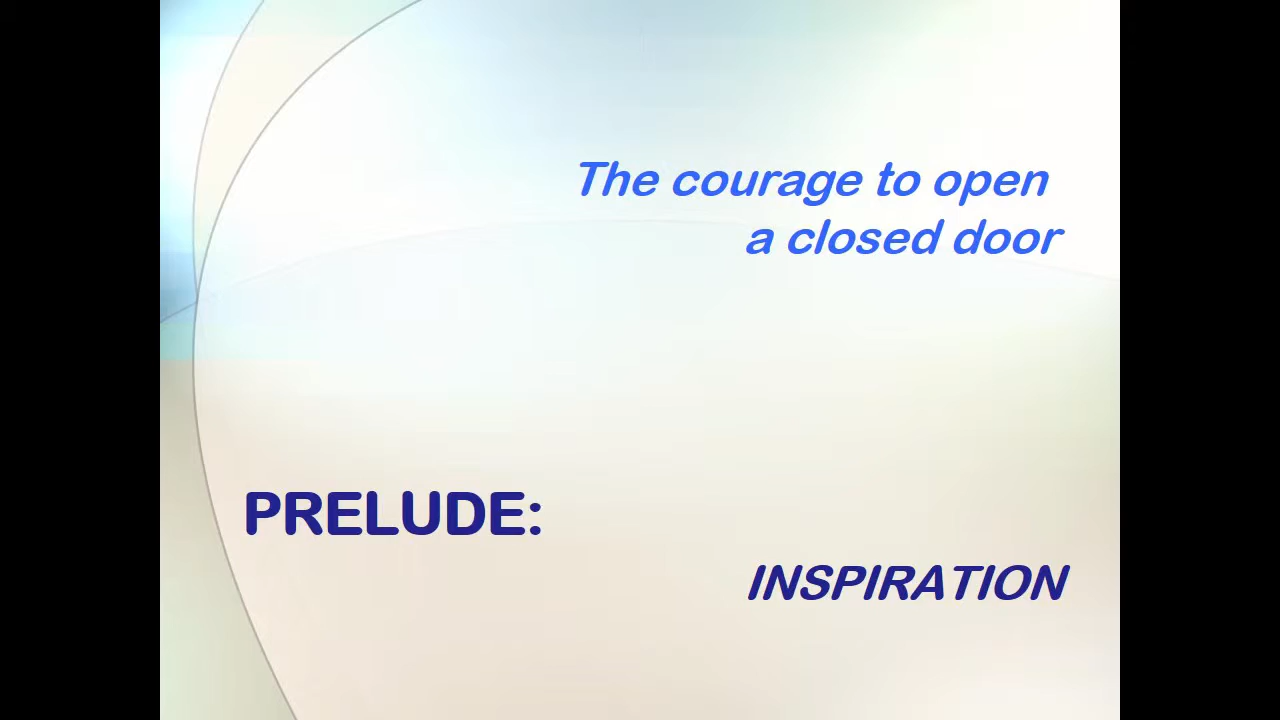 The courage to open
a closed door
PRELUDE:
INSPIRATION